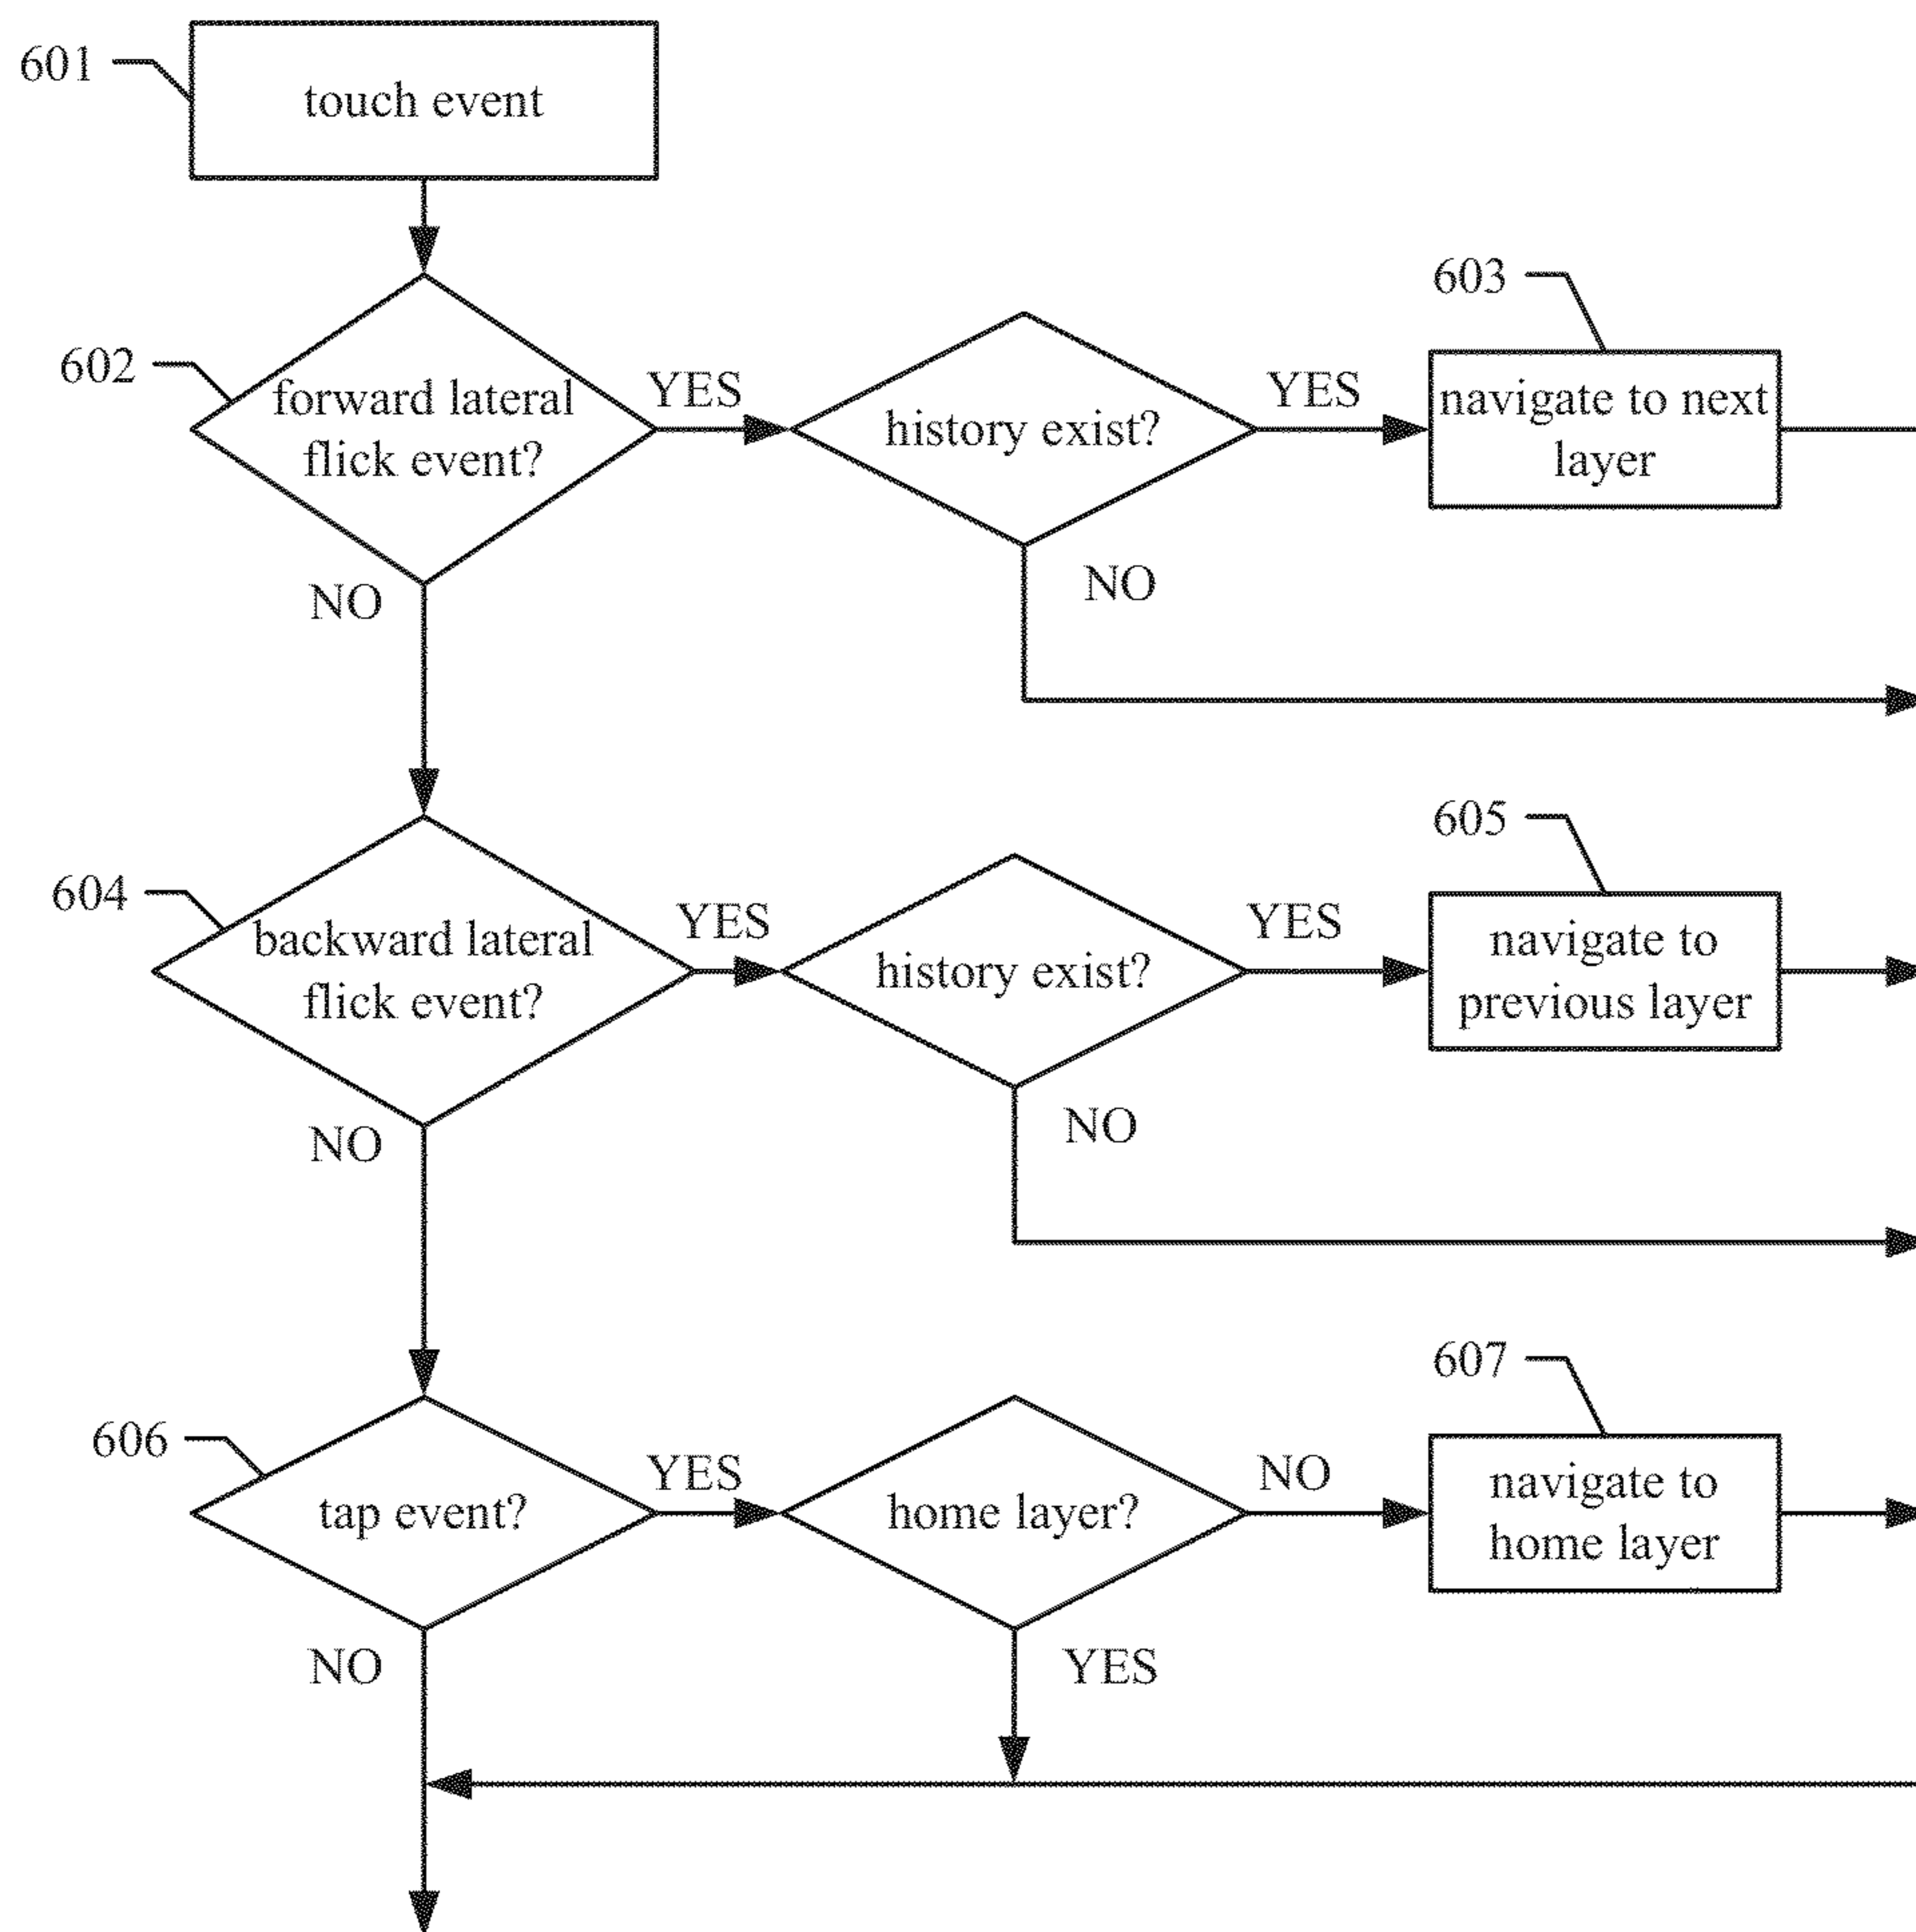 601
touch event
602
forward lateral
flick event?
YES
history exist?
YES
603
navigate to next
layer
NO
NO
604
backward lateral
flick event?
YES
history exist?
YES
605
navigate to
previous layer
NO
NO
606
tap event?
YES
home layer?
NO
607
navigate to
home layer
NO
YES